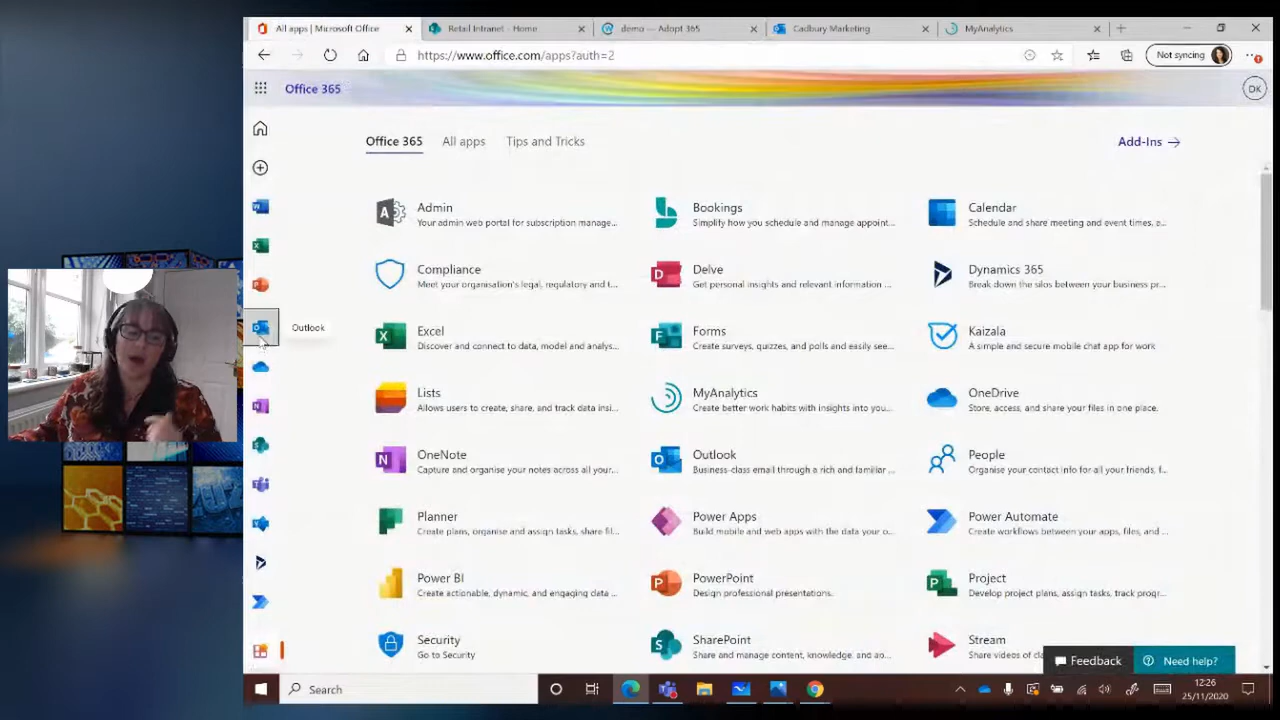 All apps | Microsoft Office
Retail Intranet - Home
demo — Adopt 365
Cadbury Marketing
MyAnalytics
https://www.office.com/apps?auth=2
Not syncing
Office 365
DK
Office 365
All apps
Tips and Tricks
Add-Ins →
Admin
Your admin web portal for subscription manage...
Bookings
Simplify how you schedule and manage appoint...
Calendar
Schedule and share meeting and event times, a...
Compliance
Meet your organisation's legal, regulatory and t...
Delve
Get personal insights and relevant information ...
Dynamics 365
Break down the silos between your business pr...
Outlook
Excel
Discover and connect to data, model and analys...
Forms
Create surveys, quizzes, and polls and easily see...
Kaizala
A simple and secure mobile chat app for work
Lists
Allows users to create, share, and track data insi...
MyAnalytics
Create better work habits with insights into you...
OneDrive
Store, access, and share your files in one place.
OneNote
Capture and organise your notes across all your...
Outlook
Business-class email through a rich and familiar ...
People
Organise your contact info for all your friends, f...
Planner
Create plans, organise and assign tasks, share fil...
Power Apps
Build mobile and web apps with the data your o...
Power Automate
Create workflows between your apps, files, and ...
Power BI
Create actionable, dynamic, and engaging data ...
PowerPoint
Design professional presentations.
Project
Develop project plans, assign tasks, track progr...
Security
Go to Security
SharePoint
Share and manage content, knowledge, and ap...
Stream
Share videos of
Feedback
Need help?
Search
12:26
25/11/2020